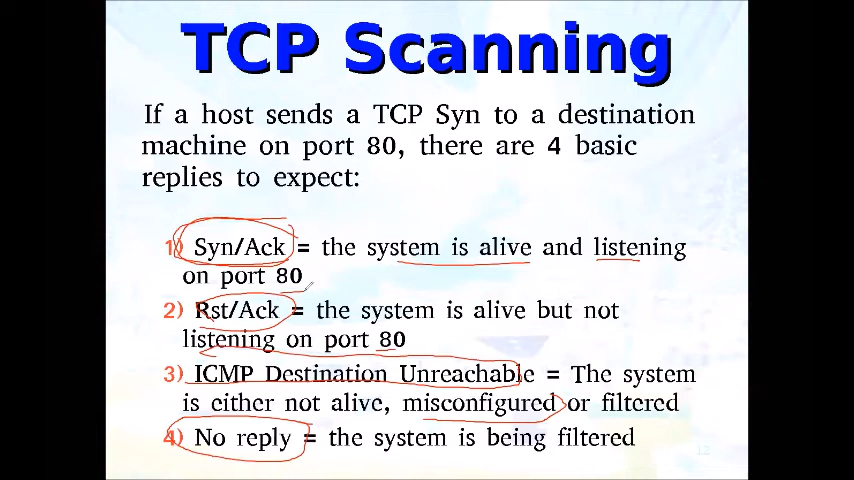 TCP Scanning
If a host sends a TCP Syn to a destination
machine on port 80, there are 4 basic
replies to expect:
1) Syn/Ack = the system is alive and listening
on port 80
2) Rst/Ack = the system is alive but not
listening on port 80
3) ICMP Destination Unreachable = The system
is either not alive, misconfigured or filtered
4) No reply = the system is being filtered
12